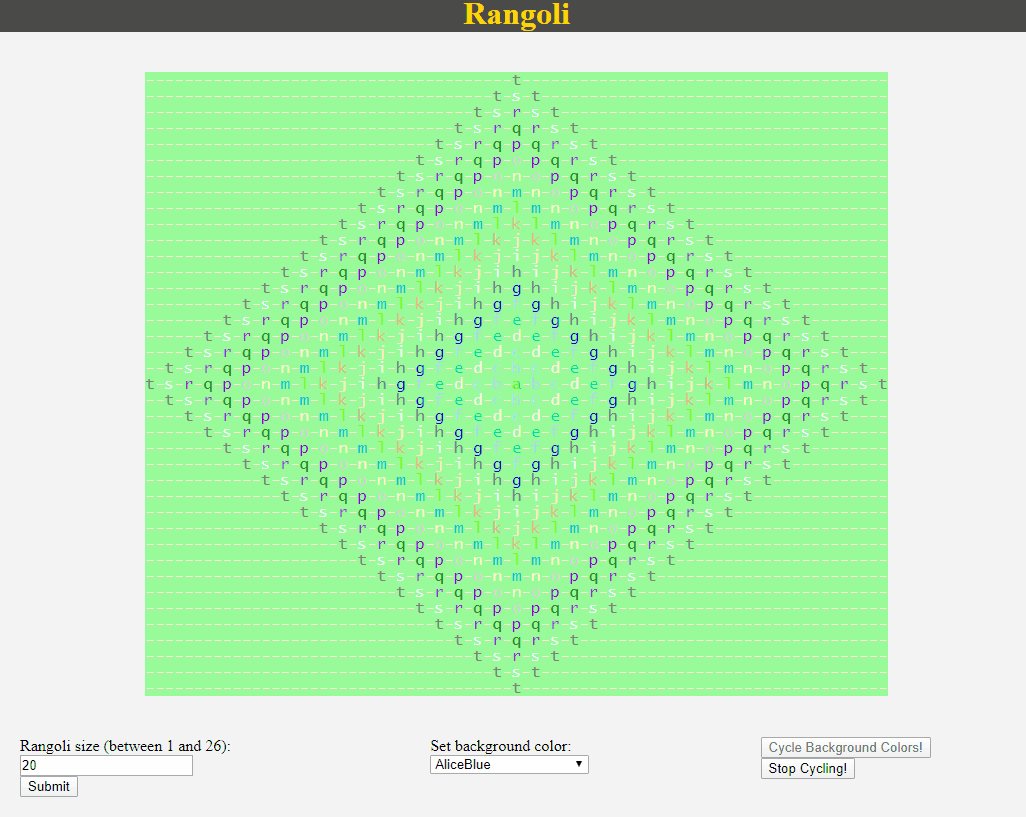 Rangoli
--------------------------------------t--------------------------------------
------------------------------------t-s-t------------------------------------
----------------------------------t-s-r-s-t----------------------------------
--------------------------------t-s-r-q-r-s-t--------------------------------
------------------------------t-s-r-q-p-q-r-s-t------------------------------
----------------------------t-s-r-q-p-o-p-q-r-s-t----------------------------
--------------------------t-s-r-q-p-o-n-o-p-q-r-s-t--------------------------
------------------------t-s-r-q-p-o-n-m-n-o-p-q-r-s-t------------------------
----------------------t-s-r-q-p-o-n-m-l-m-n-o-p-q-r-s-t----------------------
--------------------t-s-r-q-p-o-n-m-l-k-l-m-n-o-p-q-r-s-t--------------------
------------------t-s-r-q-p-o-n-m-l-k-j-k-l-m-n-o-p-q-r-s-t------------------
----------------t-s-r-q-p-o-n-m-l-k-j-i-j-k-l-m-n-o-p-q-r-s-t----------------
--------------t-s-r-q-p-o-n-m-l-k-j-i-h-i-j-k-l-m-n-o-p-q-r-s-t--------------
------------t-s-r-q-p-o-n-m-l-k-j-i-h-g-h-i-j-k-l-m-n-o-p-q-r-s-t------------
----------t-s-r-q-p-o-n-m-l-k-j-i-h-g-f-g-h-i-j-k-l-m-n-o-p-q-r-s-t----------
--------t-s-r-q-p-o-n-m-l-k-j-i-h-g-f-e-f-g-h-i-j-k-l-m-n-o-p-q-r-s-t--------
------t-s-r-q-p-o-n-m-l-k-j-i-h-g-f-e-d-e-f-g-h-i-j-k-l-m-n-o-p-q-r-s-t------
----t-s-r-q-p-o-n-m-l-k-j-i-h-g-f-e-d-c-d-e-f-g-h-i-j-k-l-m-n-o-p-q-r-s-t----
--t-s-r-q-p-o-n-m-l-k-j-i-h-g-f-e-d-c-b-c-d-e-f-g-h-i-j-k-l-m-n-o-p-q-r-s-t--
t-s-r-q-p-o-n-m-l-k-j-i-h-g-f-e-d-c-b-a-b-c-d-e-f-g-h-i-j-k-l-m-n-o-p-q-r-s-t
--t-s-r-q-p-o-n-m-l-k-j-i-h-g-f-e-d-c-b-c-d-e-f-g-h-i-j-k-l-m-n-o-p-q-r-s-t--
----t-s-r-q-p-o-n-m-l-k-j-i-h-g-f-e-d-c-d-e-f-g-h-i-j-k-l-m-n-o-p-q-r-s-t----
------t-s-r-q-p-o-n-m-l-k-j-i-h-g-f-e-d-e-f-g-h-i-j-k-l-m-n-o-p-q-r-s-t------
--------t-s-r-q-p-o-n-m-l-k-j-i-h-g-f-e-f-g-h-i-j-k-l-m-n-o-p-q-r-s-t--------
----------t-s-r-q-p-o-n-m-l-k-j-i-h-g-f-g-h-i-j-k-l-m-n-o-p-q-r-s-t----------
------------t-s-r-q-p-o-n-m-l-k-j-i-h-g-h-i-j-k-l-m-n-o-p-q-r-s-t------------
--------------t-s-r-q-p-o-n-m-l-k-j-i-h-i-j-k-l-m-n-o-p-q-r-s-t--------------
----------------t-s-r-q-p-o-n-m-l-k-j-i-j-k-l-m-n-o-p-q-r-s-t----------------
------------------t-s-r-q-p-o-n-m-l-k-j-k-l-m-n-o-p-q-r-s-t------------------
--------------------t-s-r-q-p-o-n-m-l-k-l-m-n-o-p-q-r-s-t--------------------
----------------------t-s-r-q-p-o-n-m-l-m-n-o-p-q-r-s-t----------------------
------------------------t-s-r-q-p-o-n-m-n-o-p-q-r-s-t------------------------
--------------------------t-s-r-q-p-o-n-o-p-q-r-s-t--------------------------
----------------------------t-s-r-q-p-o-p-q-r-s-t----------------------------
------------------------------t-s-r-q-p-q-r-s-t------------------------------
--------------------------------t-s-r-q-r-s-t--------------------------------
----------------------------------t-s-r-s-t----------------------------------
------------------------------------t-s-t------------------------------------
--------------------------------------t--------------------------------------
Rangoli size (between 1 and 26):
20
Submit
Set background color:
AliceBlue
Cycle Background Colors!
Stop Cycling!